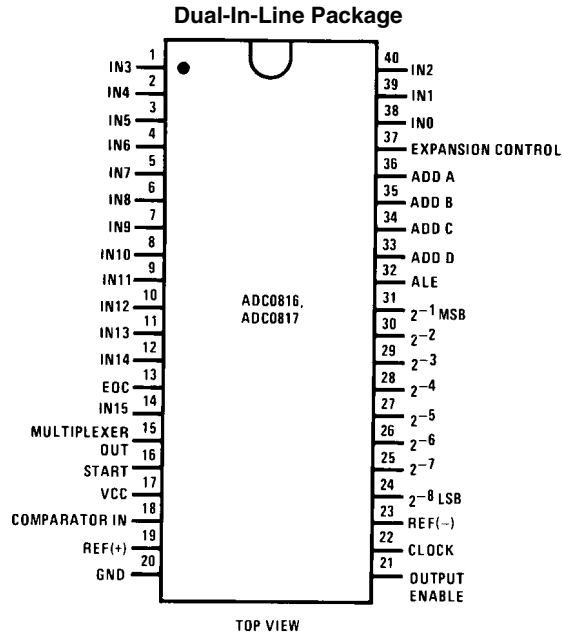 Dual-In-Line Package
IN3 1
IN4 2
IN5 3
IN6 4
IN7 5
IN8 6
IN9 7
IN10 8
IN11 9
IN12 10
IN13 11
IN14 12
EOC 13
IN15 14
MULTIPLEXER 15
OUT
START 16
VCC 17
COMPARATOR IN 18
REF(+) 19
GND 20
ADC0816,
ADC0817
40 IN2
39 IN1
38 IN0
37 EXPANSION CONTROL
36 ADD A
35 ADD B
34 ADD C
33 ADD D
32 ALE
31 2⁻¹ MSB
30 2⁻²
29 2⁻³
28 2⁻⁴
27 2⁻⁵
26 2⁻⁶
25 2⁻⁷
24 2⁻⁸ LSB
23 REF(−)
22 CLOCK
21 OUTPUT
ENABLE
TOP VIEW